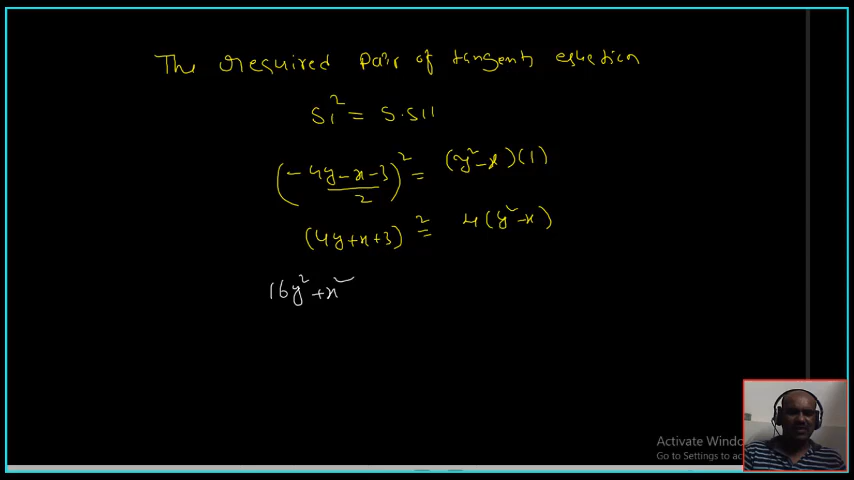 The required pair of tangents equation
S1² = S.S11
(-4y-x-3/2)² = (y²-x)(1)
(4y+x+3)² = 4(y²-x)
16y²+x²
Activate Windo
Go to Settings to ac